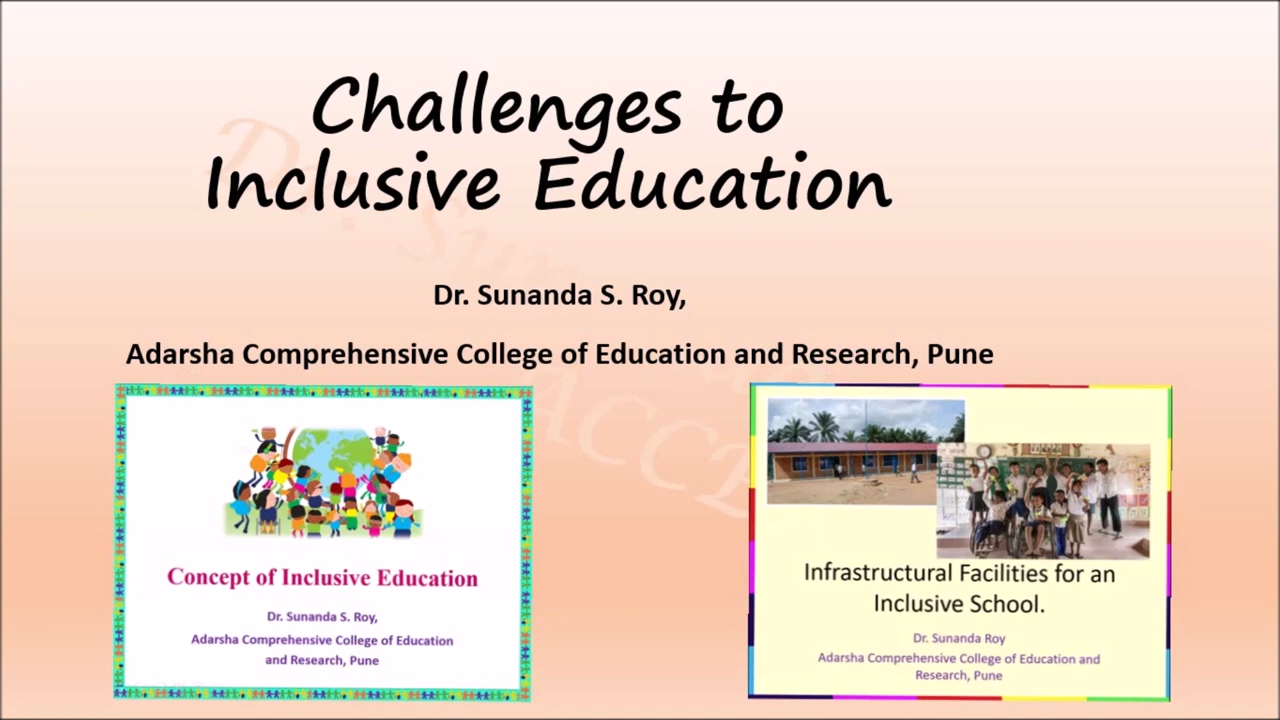 Challenges to
Inclusive Education
Dr. Sunanda S. Roy,
Adarsha Comprehensive College of Education and Research, Pune
Concept of Inclusive Education
Dr. Sunanda S. Roy,
Adarsha Comprehensive College of Education
and Research, Pune
Infrastructural Facilities for an
Inclusive School.
Dr. Sunanda Roy
Adarsha Comprehensive College of Education and
Research, Pune